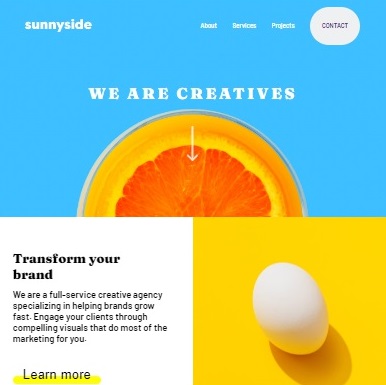 sunnyside
About Services Projects CONTACT
WE ARE CREATIVES
Transform your
brand
We are a full-service creative agency
specializing in helping brands grow
fast. Engage your clients through
compelling visuals that do most of the
marketing for you.
Learn more